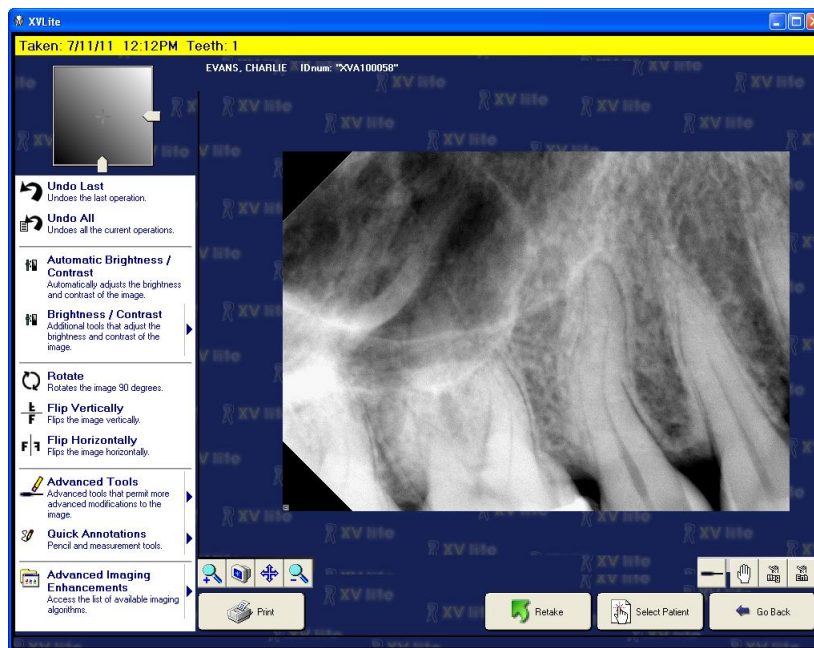 XVLite
Taken: 7/11/11 12:12PM Teeth: 1
EVANS, CHARLIE IDnum: "XVA100058"
Undo Last
Undoes the last operation.
Undo All
Undoes all the current operations.
Automatic Brightness /
Contrast
Automatically adjusts the brightness
and contrast of the image.
Brightness / Contrast
Additional tools that adjust the
brightness and contrast of the
image.
Rotate
Rotates the image 90 degrees.
Flip Vertically
Flips the image vertically.
Flip Horizontally
Flips the image horizontally.
Advanced Tools
Advanced tools that permit more
advanced modifications to the
image.
Quick Annotations
Pencil and measurement tools.
Advanced Imaging
Enhancements
Access the list of available imaging
algorithms.
Print
Retake
Select Patient
Go Back
XV lite